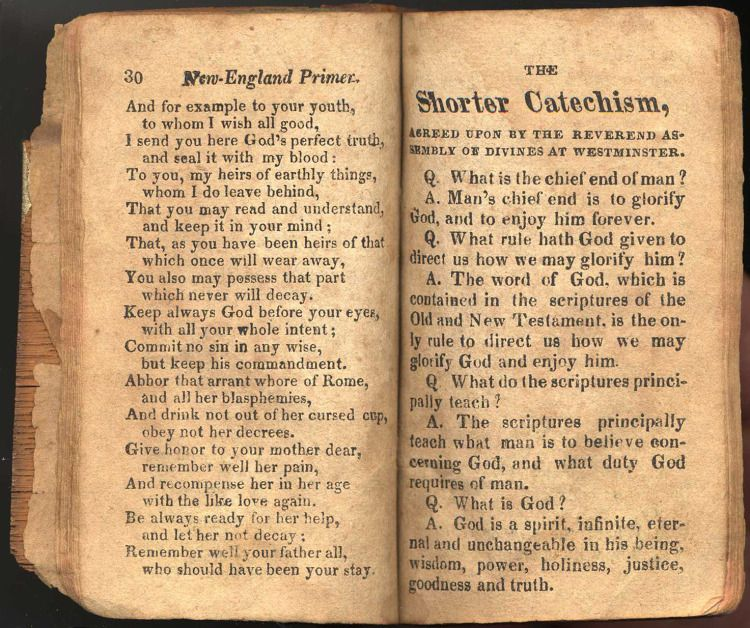 30 New-England Primer.
And for example to your youth,
to whom I wish all good,
I send you here God's perfect truth,
and seal it with my blood :
To you, my heirs of earthly things,
whom I do leave behind,
That you may read and understand,
and keep it in your mind ;
That, as you have been heirs of that
which once will wear away,
You also may possess that part
which never will decay.
Keep always God before your eyes,
with all your whole intent ;
Commit no sin in any wise,
but keep his commandment.
Abhor that arrant whore of Rome,
and all her blasphemies,
And drink not out of her cursed cup,
obey not her decrees.
Give honor to your mother dear,
remember well her pain,
And recompense her in her age
with the like love again.
Be always ready for her help,
and let her not decay ;
Remember well your father all,
who should have been your stay.
THE
Shorter Catechism,
AGREED UPON BY THE REVEREND AS-
SEMBLY OF DIVINES AT WESTMINSTER.
Q. What is the chief end of man ?
A. Man's chief end is to glorify
God, and to enjoy him forever.
Q. What rule hath God given to
direct us how we may glorify him ?
A. The word of God, which is
contained in the scriptures of the
Old and New Testament, is the on-
ly rule to direct us how we may
glorify God and enjoy him.
Q What do the scriptures princi-
pally teach ?
A. The scriptures principally
teach what man is to believe con-
cerning God, and what duty God
requires of man.
Q. What is God ?
A. God is a spirit, infinite, eter-
nal and unchangeable in his being,
wisdom, power, holiness, justice,
goodness and truth.